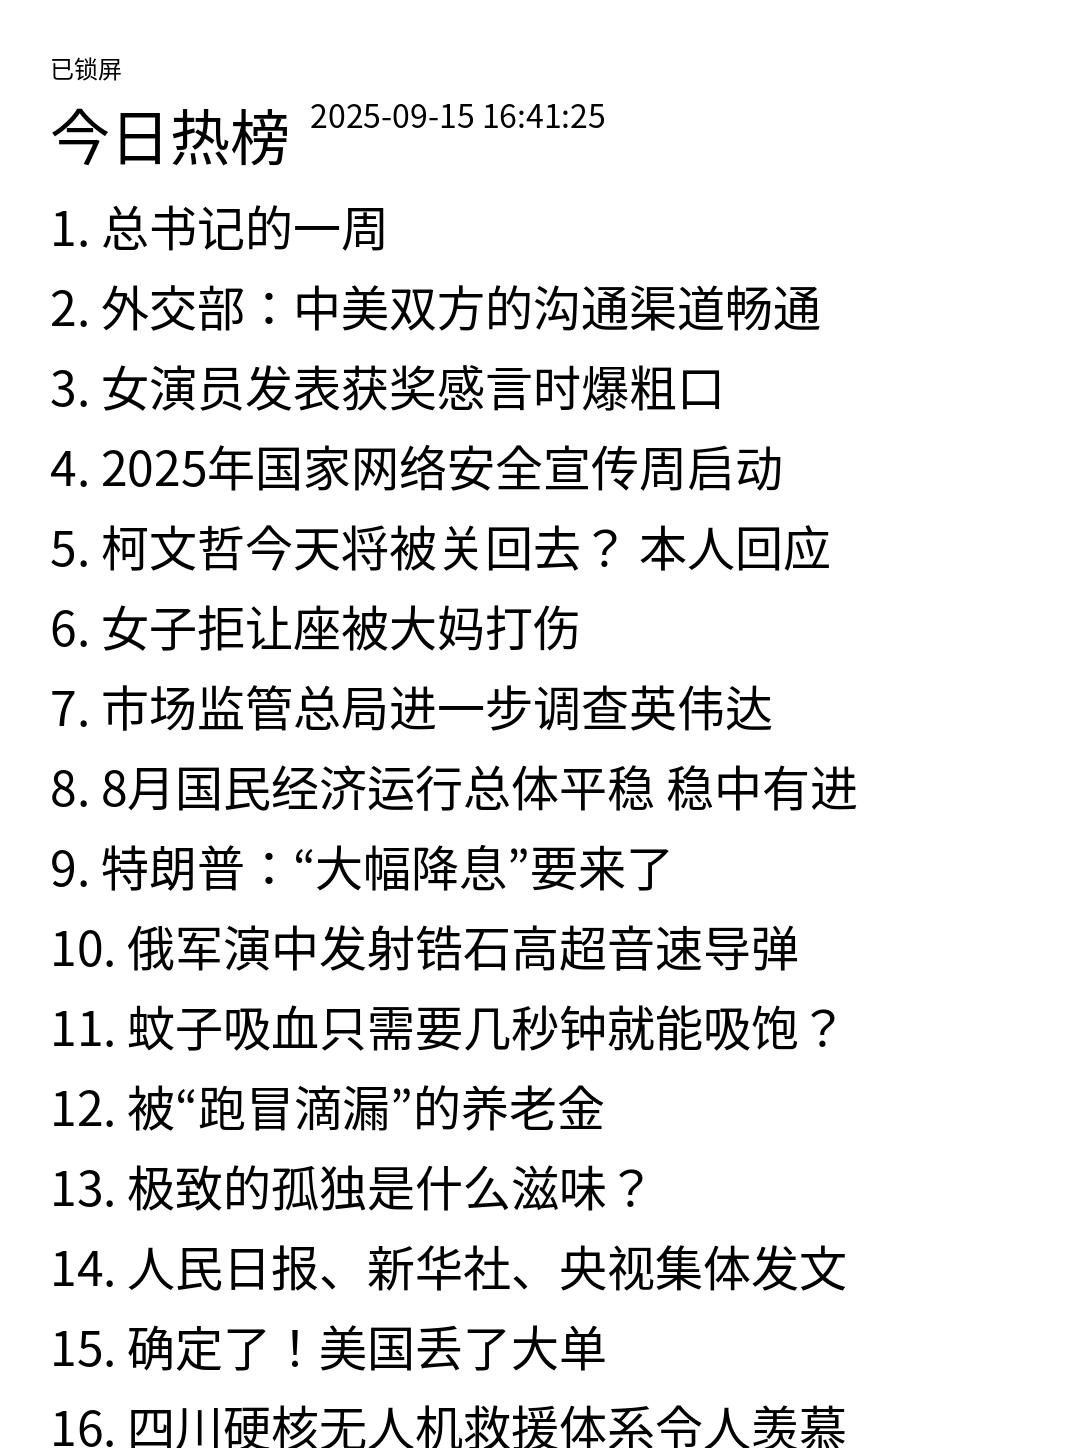 已锁屏
今日热榜 2025-09-15 16:41:25
1. 总书记的一周
2. 外交部：中美双方的沟通渠道畅通
3. 女演员发表获奖感言时爆粗口
4. 2025年国家网络安全宣传周启动
5. 柯文哲今天将被关回去？ 本人回应
6. 女子拒让座被大妈打伤
7. 市场监管总局进一步调查英伟达
8. 8月国民经济运行总体平稳 稳中有进
9. 特朗普：“大幅降息”要来了
10. 俄军演中发射锆石高超音速导弹
11. 蚊子吸血只需要几秒钟就能吸饱？
12. 被“跑冒滴漏”的养老金
13. 极致的孤独是什么滋味？
14. 人民日报、新华社、央视集体发文
15. 确定了！美国丢了大单
16. 四川硬核无人机救援体系令人羡慕